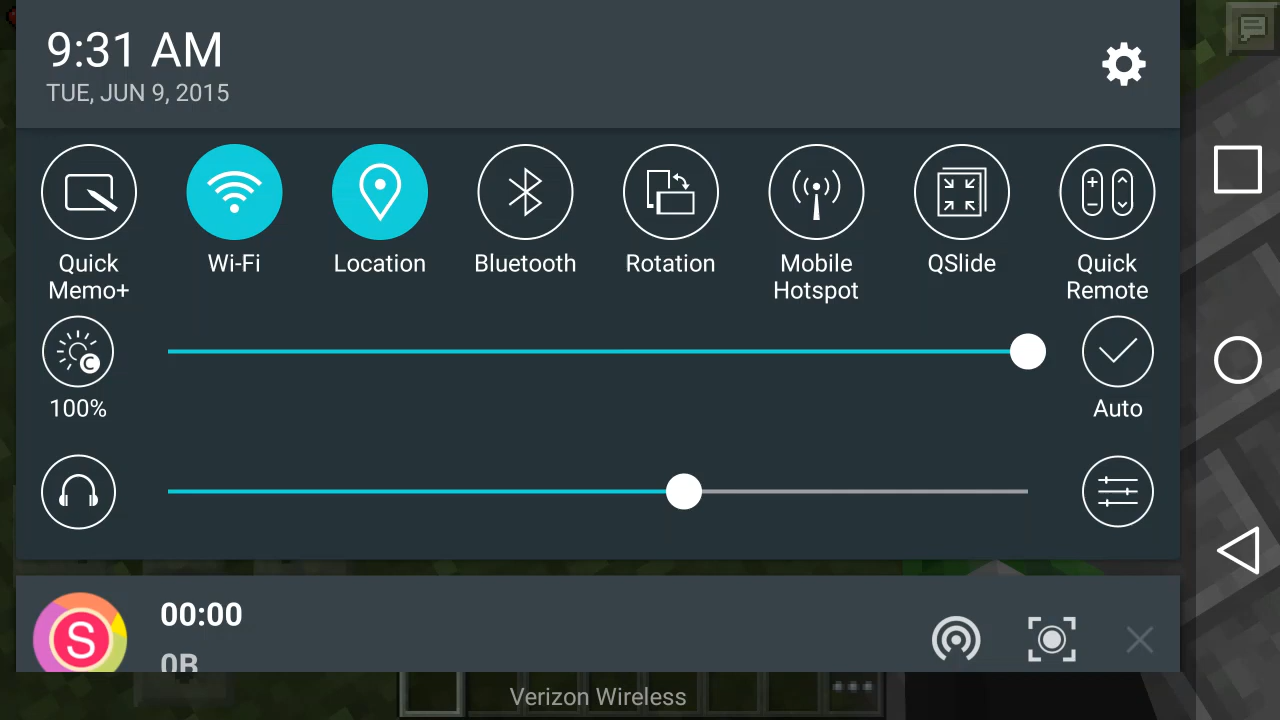 9:31 AM
TUE, JUN 9, 2015
Quick
Memo+
Wi-Fi
Location
Bluetooth
Rotation
Mobile
Hotspot
QSlide
Quick
Remote
100%
Auto
S
00:00
0B
Verizon Wireless